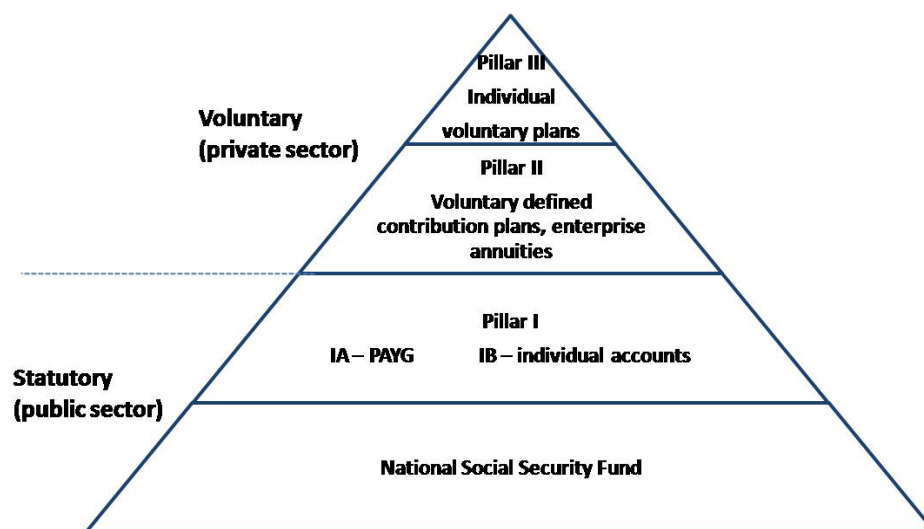 Pillar III
Individual
voluntary plans
Voluntary
(private sector)
Pillar II
Voluntary defined
contribution plans, enterprise
annuities
Pillar I
IA – PAYG IB – individual accounts
Statutory
(public sector)
National Social Security Fund